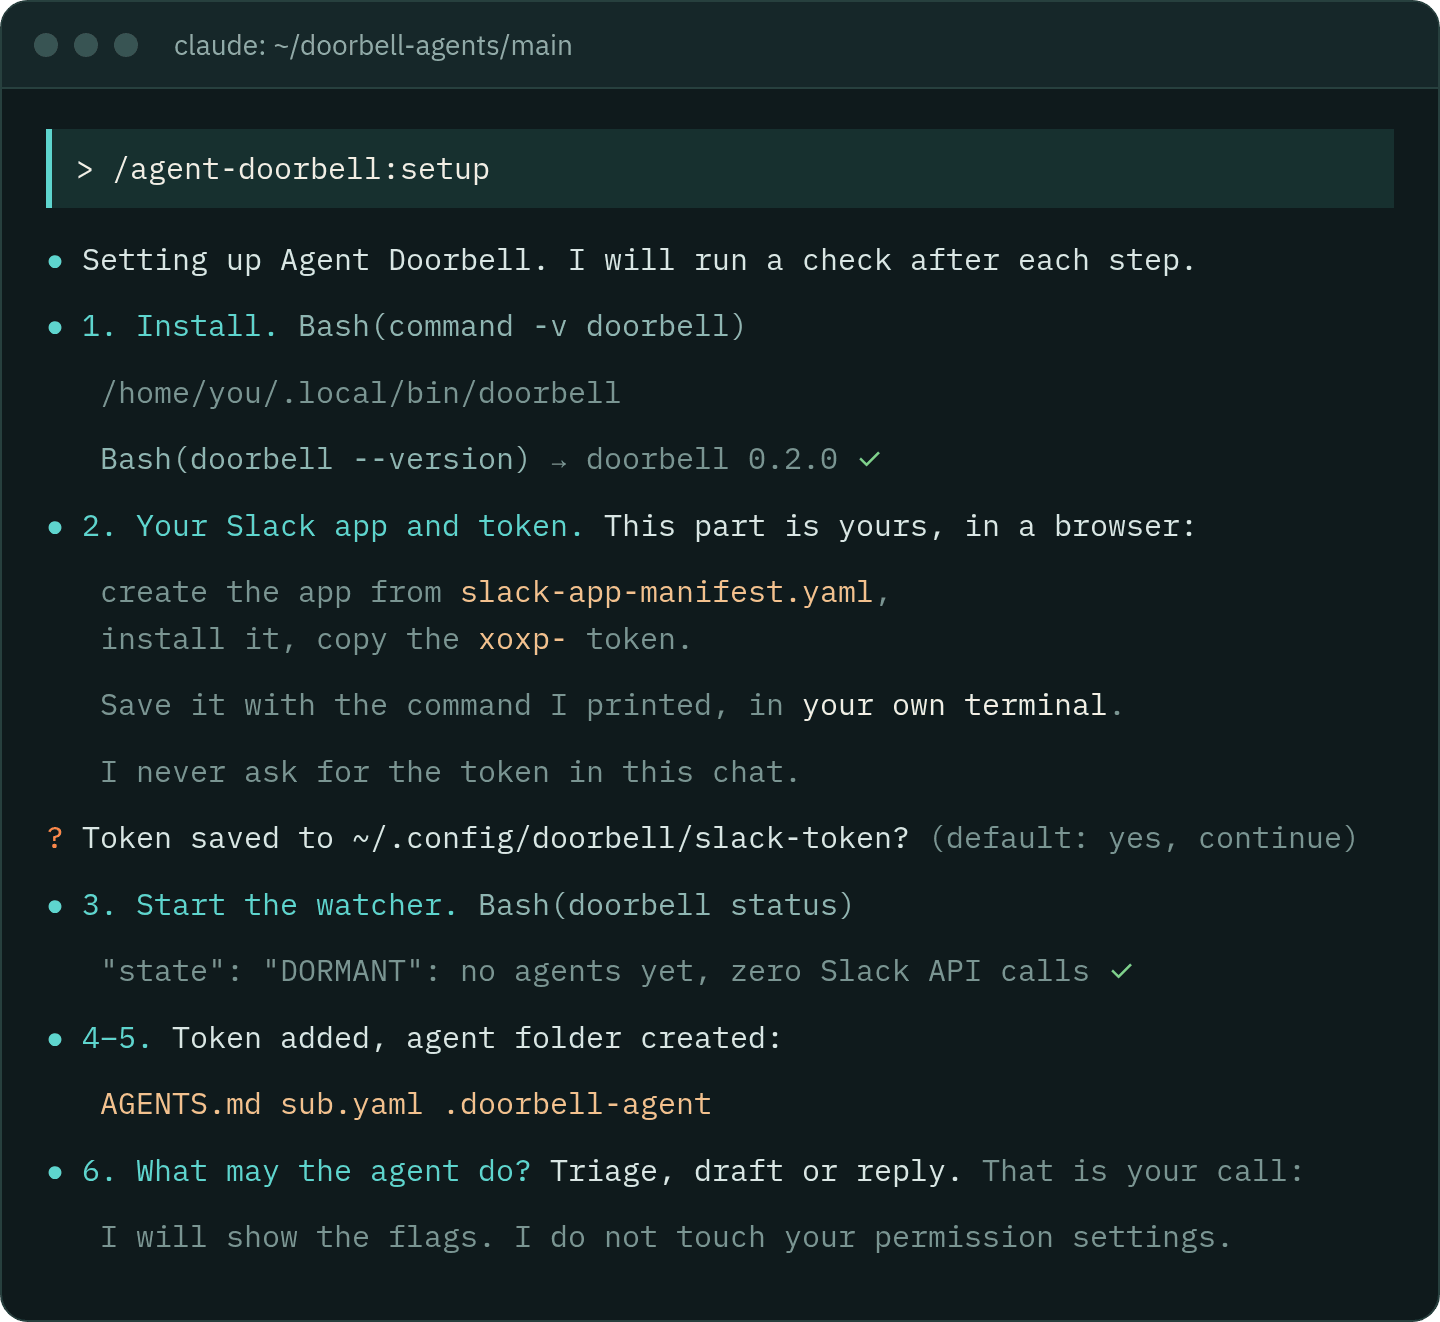 claude: ~/doorbell-agents/main
> /agent-doorbell:setup
● Setting up Agent Doorbell. I will run a check after each step.
● 1. Install. Bash(command -v doorbell)
/home/you/.local/bin/doorbell
Bash(doorbell --version) → doorbell 0.2.0 ✓
● 2. Your Slack app and token. This part is yours, in a browser:
create the app from slack-app-manifest.yaml,
install it, copy the xoxp- token.
Save it with the command I printed, in your own terminal.
I never ask for the token in this chat.
? Token saved to ~/.config/doorbell/slack-token? (default: yes, continue)
● 3. Start the watcher. Bash(doorbell status)
"state": "DORMANT": no agents yet, zero Slack API calls ✓
● 4–5. Token added, agent folder created:
AGENTS.md sub.yaml .doorbell-agent
● 6. What may the agent do? Triage, draft or reply. That is your call:
I will show the flags. I do not touch your permission settings.